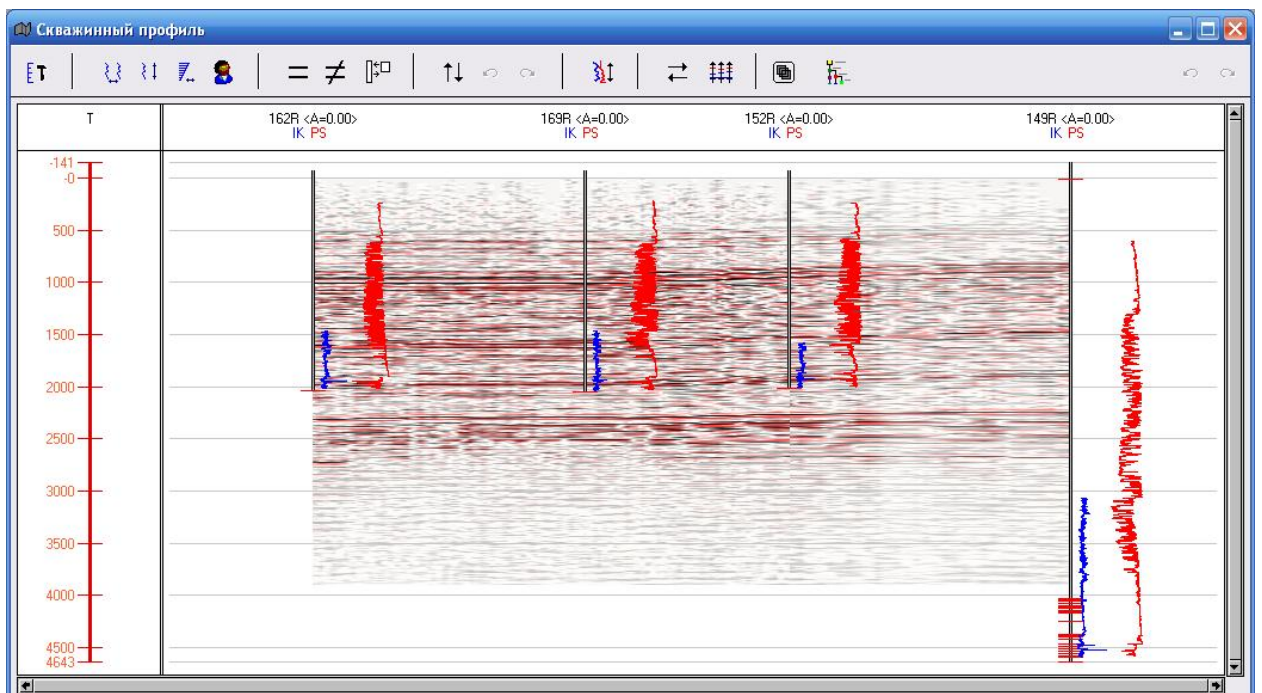 Скважинный профиль
T
162R <A=0.00>
IK PS
169R <A=0.00>
IK PS
152R <A=0.00>
IK PS
149R <A=0.00>
IK PS
-141
-0
500
1000
1500
2000
2500
3000
3500
4000
4500
4643